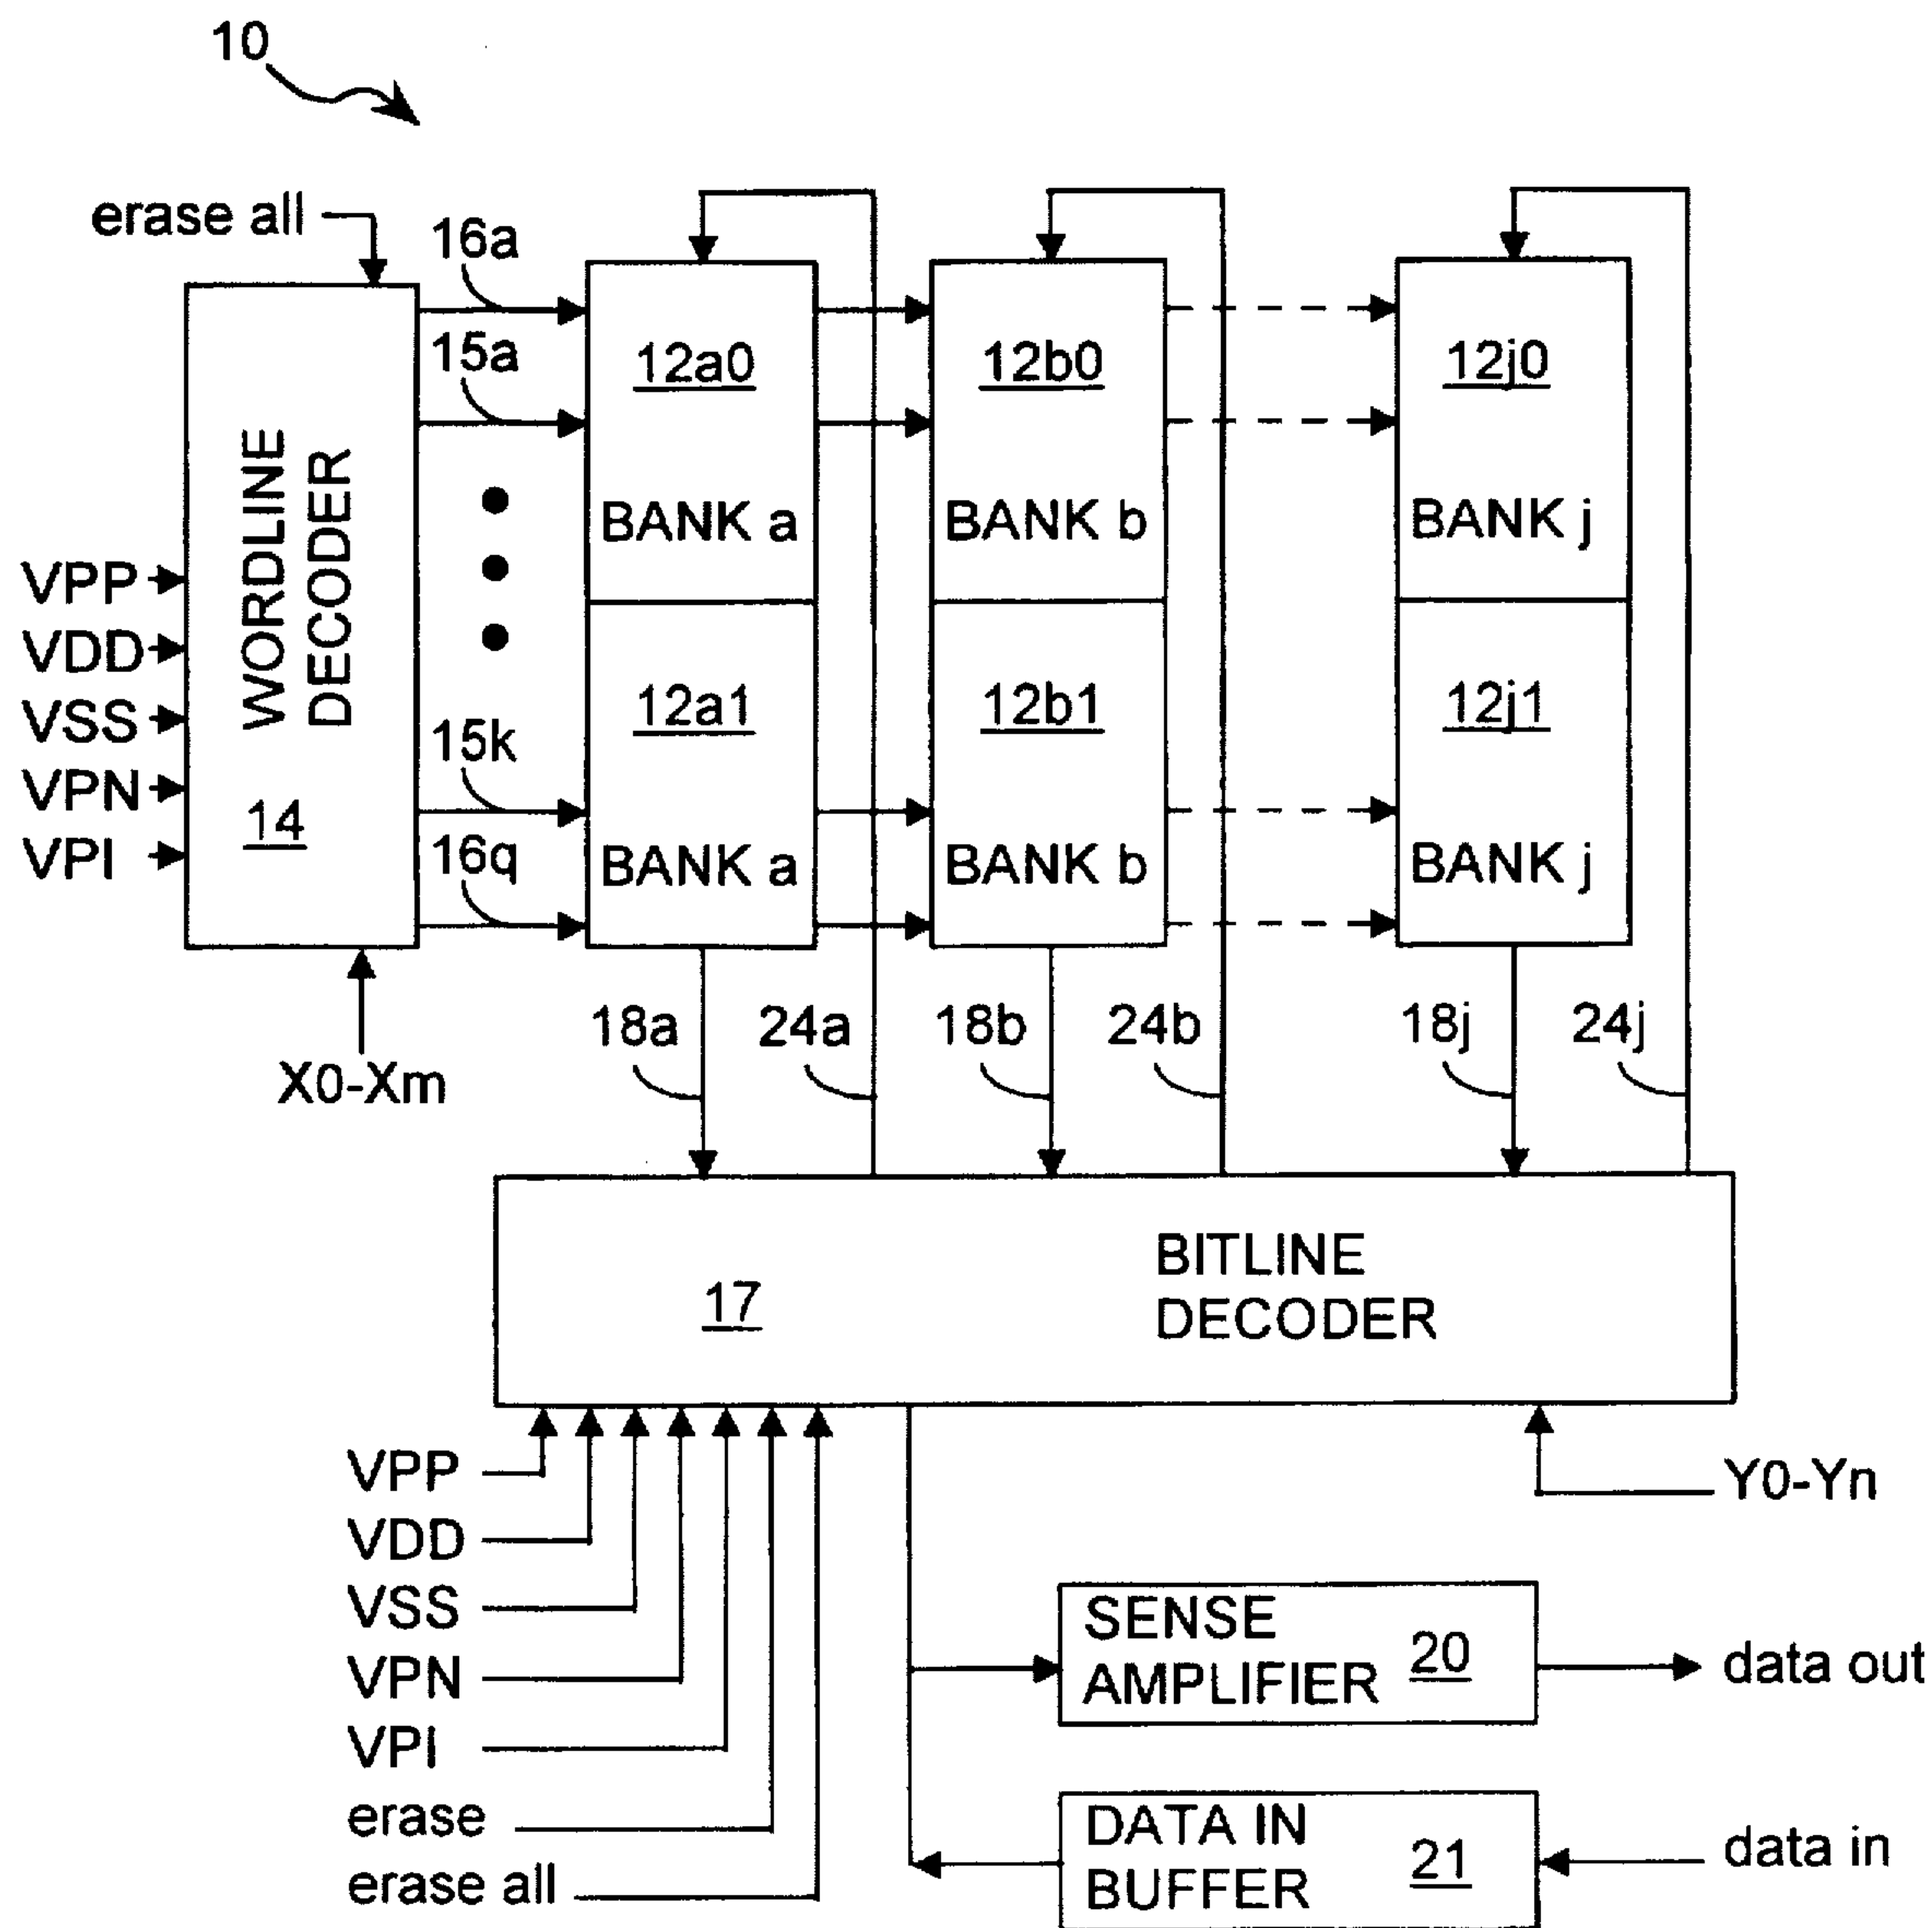 10
erase all
16a
15a
12a0
12b0
12j0
WORDLINE
DECODER
BANK a
BANK b
BANK j
VPP
VDD
VSS
VPN
VPI
14
12a1
12b1
12j1
15k
16q
BANK a
BANK b
BANK j
18a
24a
18b
24b
18j
24j
X0-Xm
17
BITLINE
DECODER
VPP
VDD
VSS
VPN
VPI
erase
erase all
Y0-Yn
SENSE
AMPLIFIER
20
data out
DATA IN
BUFFER
21
data in